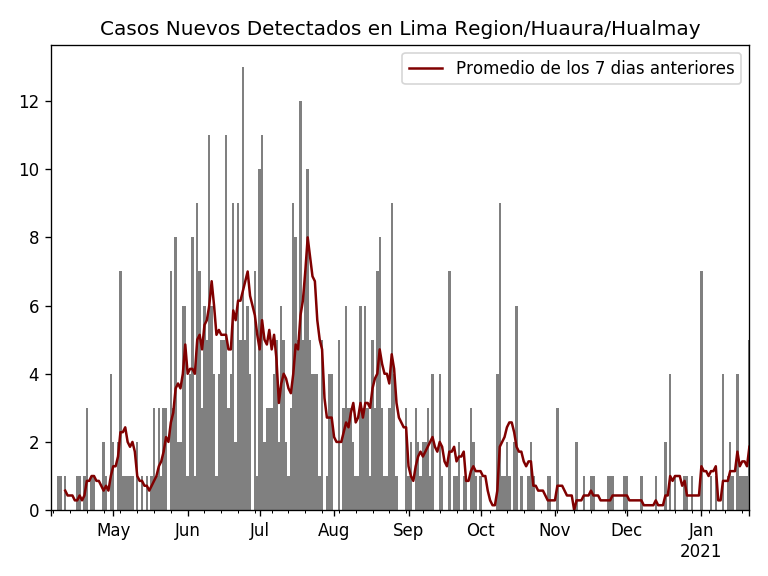 Casos Nuevos Detectados en Lima Region/Huaura/Hualmay
Promedio de los 7 dias anteriores
12
10
8
6
4
2
0
May Jun Jul Aug Sep Oct Nov Dec Jan
2021